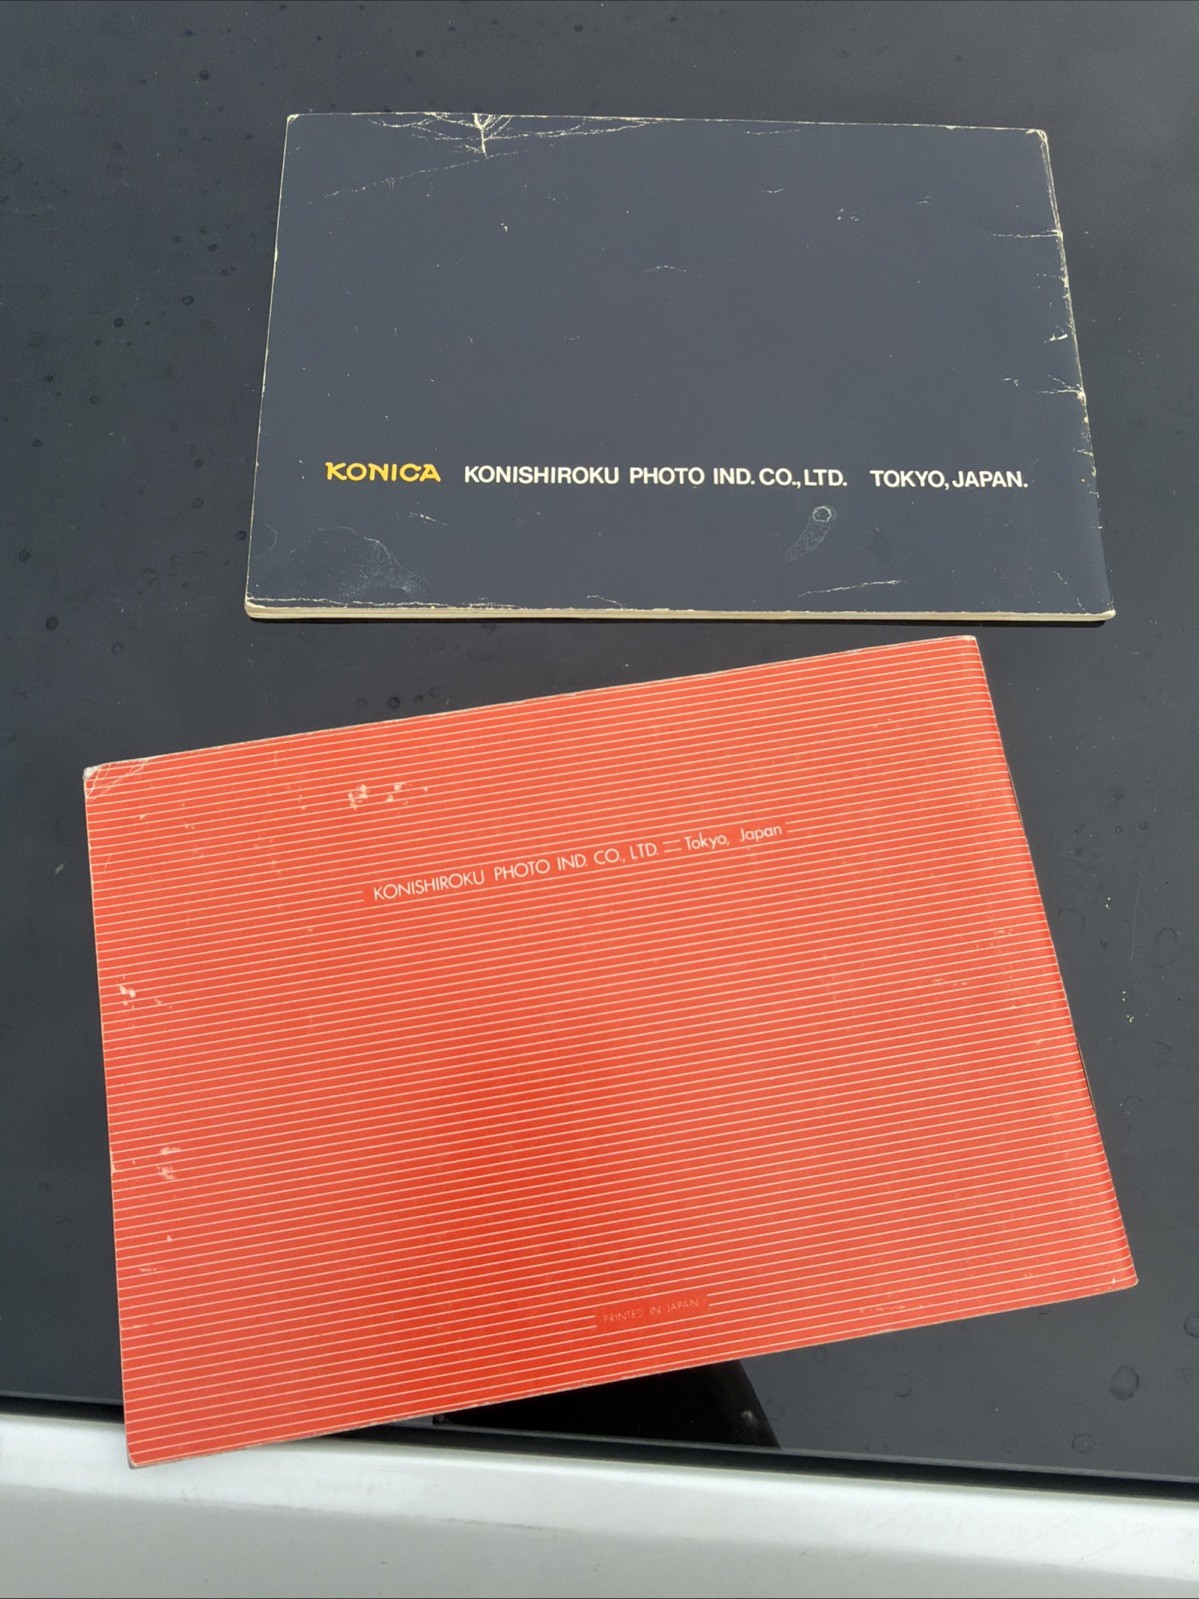 KONICA KONISHIROKU PHOTO IND. CO., LTD. TOKYO, JAPAN.
KONISHIROKU PHOTO IND. CO., LTD. = Tokyo, Japan
PRINTED IN JAPAN